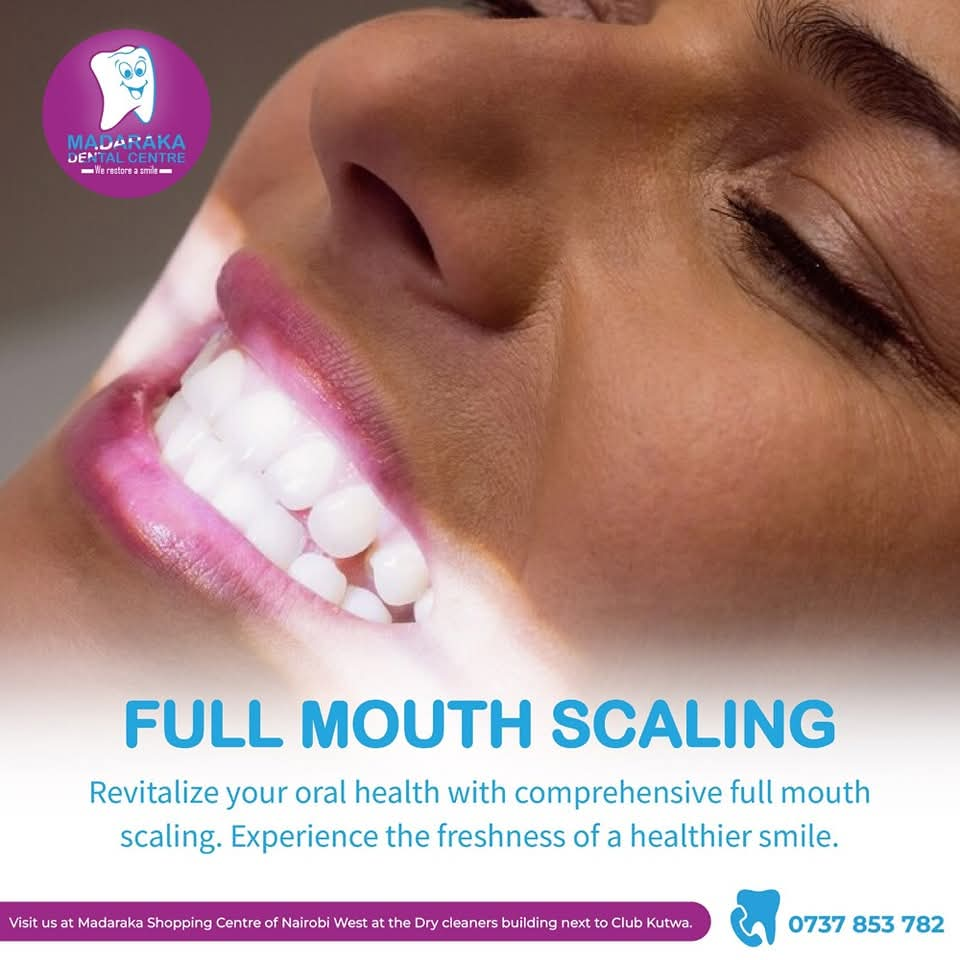 MADARAKA
DENTAL CENTRE
We restore a smile
FULL MOUTH SCALING
Revitalize your oral health with comprehensive full mouth
scaling. Experience the freshness of a healthier smile.
Visit us at Madaraka Shopping Centre of Nairobi West at the Dry cleaners building next to Club Kutwa.
0737 853 782